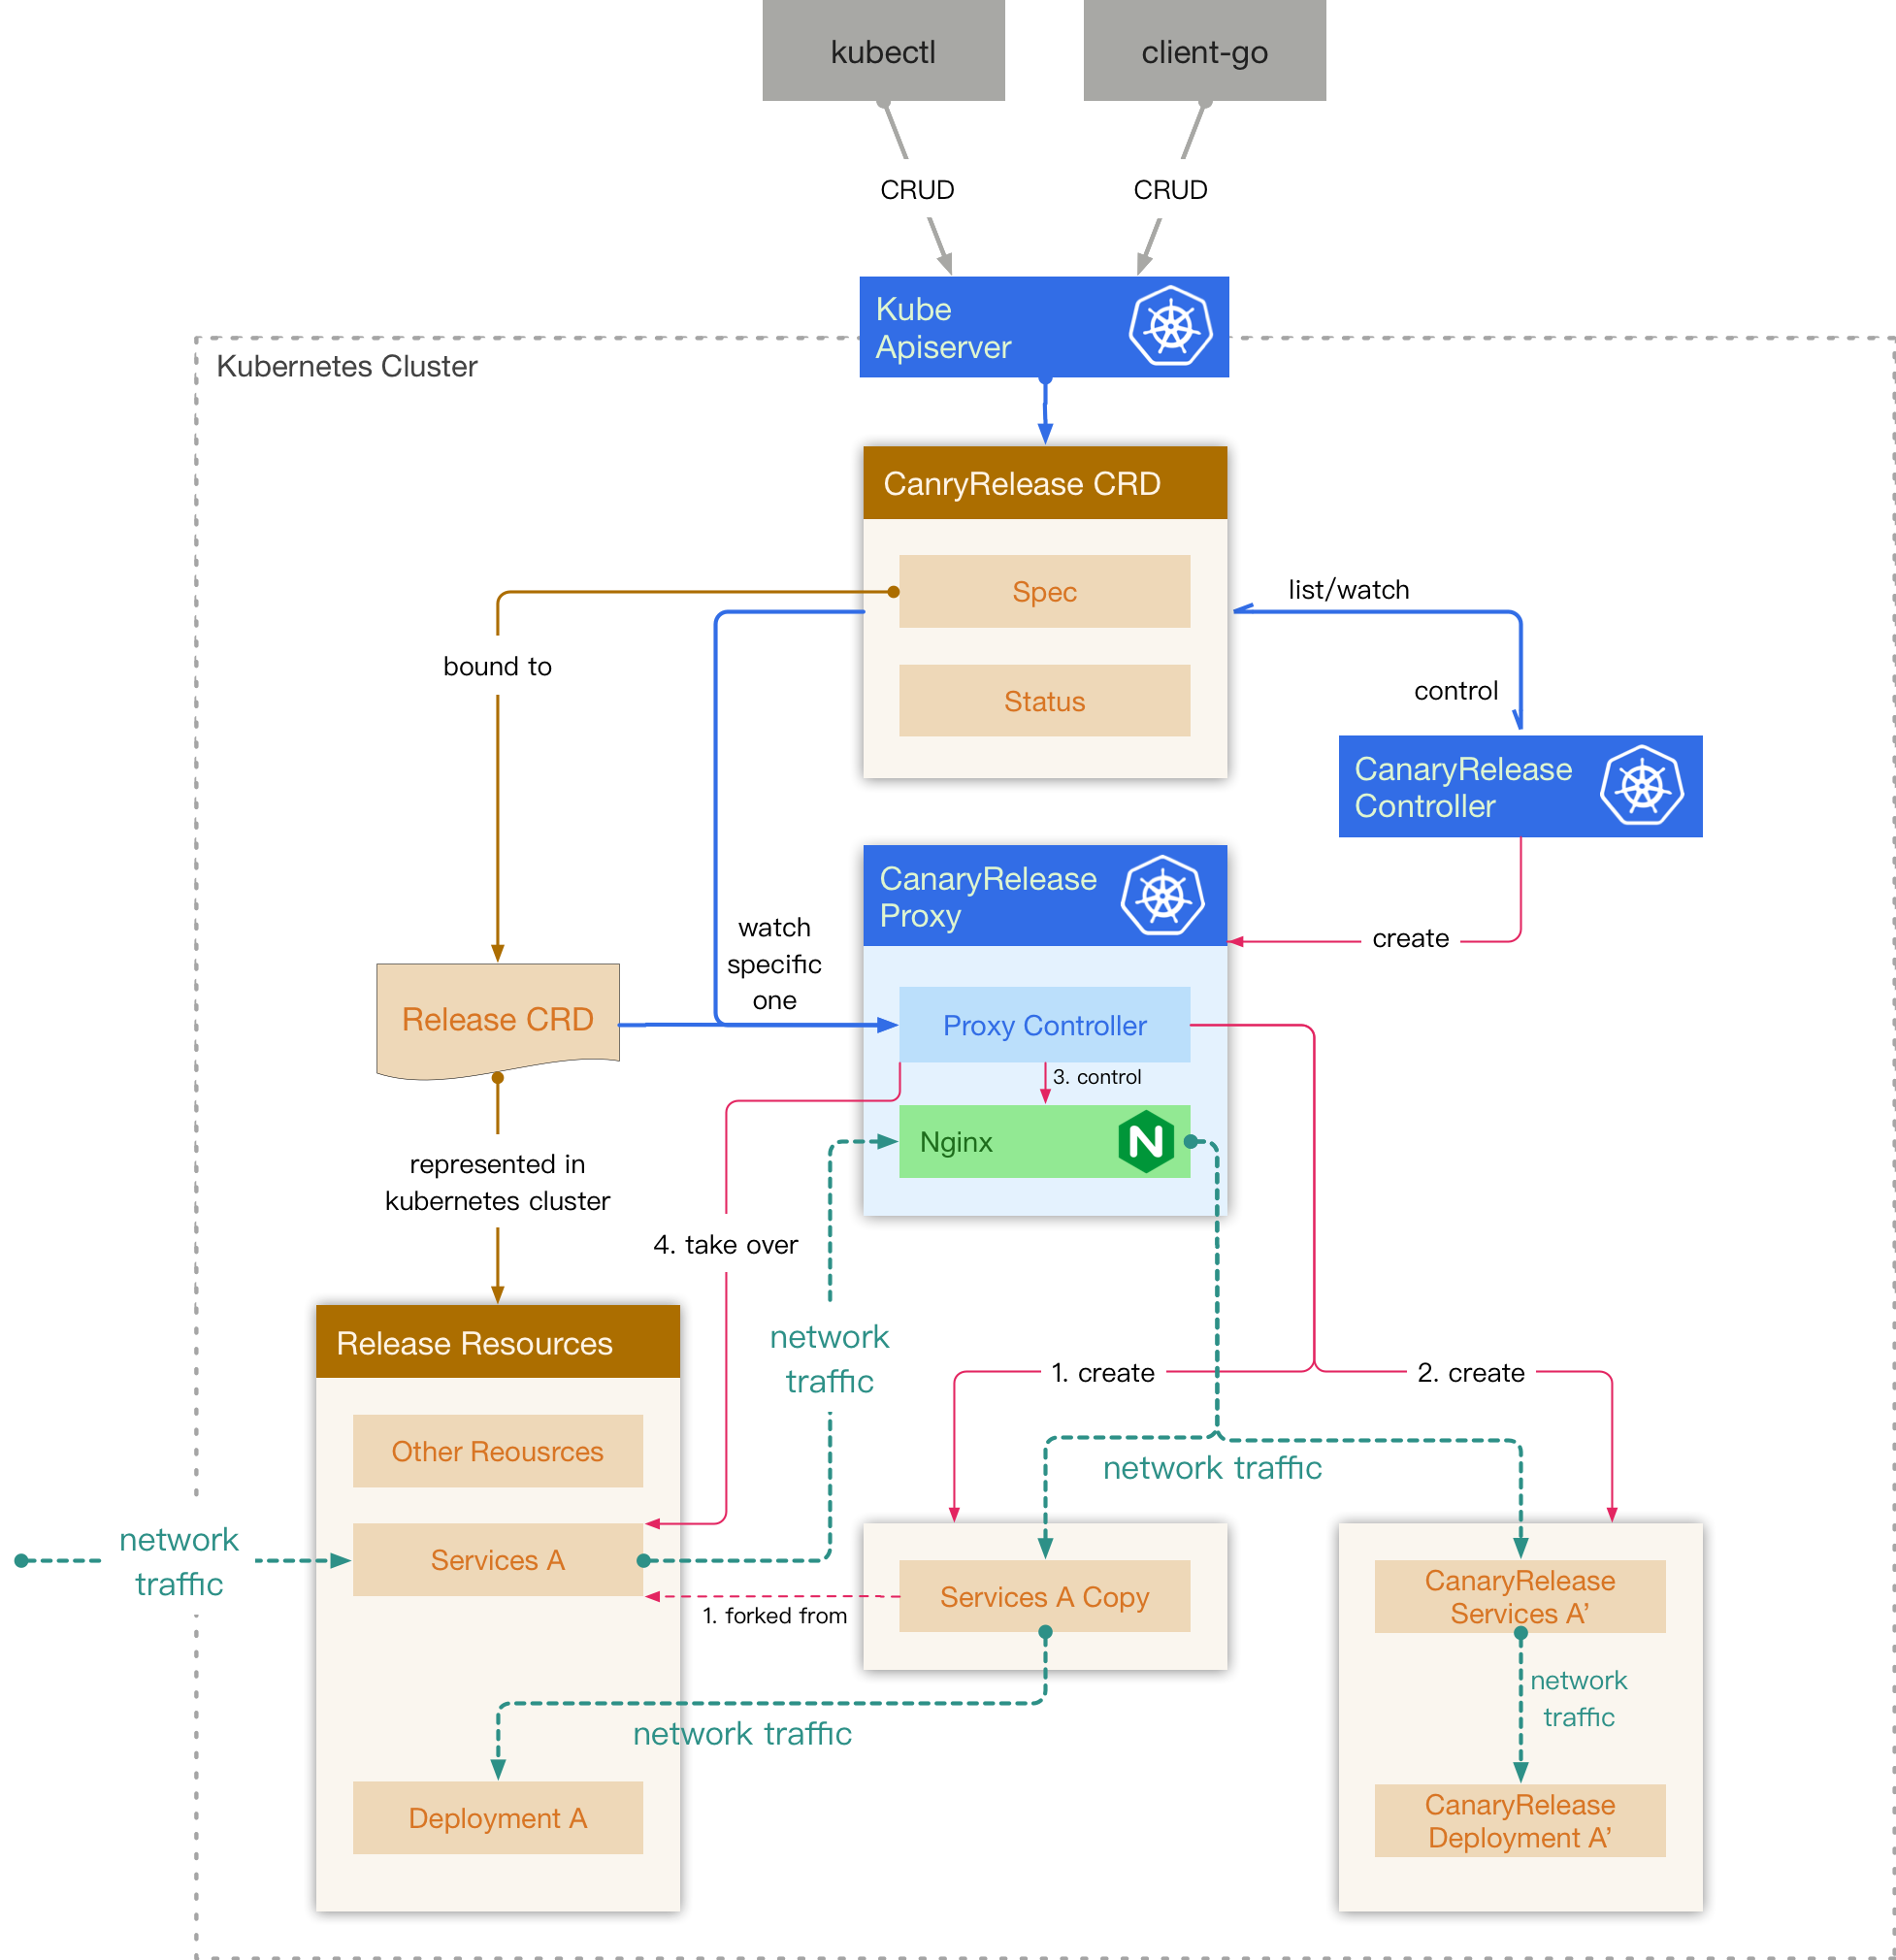 kubectl
client-go
CRUD
CRUD
Kube
Apiserver
Kubernetes Cluster
CanryRelease CRD
Spec
list/watch
bound to
control
Status
CanaryRelease
Controller
CanaryRelease
Proxy
watch
specific
one
create
Release CRD
Proxy Controller
3. control
Nginx
N
represented in
kubernetes cluster
4. take over
Release Resources
network
traffic
1. create
2. create
Other Reousrces
network traffic
network
traffic
Services A
Services A Copy
1. forked from
CanaryRelease
Services A’
network
traffic
network traffic
Deployment A
CanaryRelease
Deployment A’